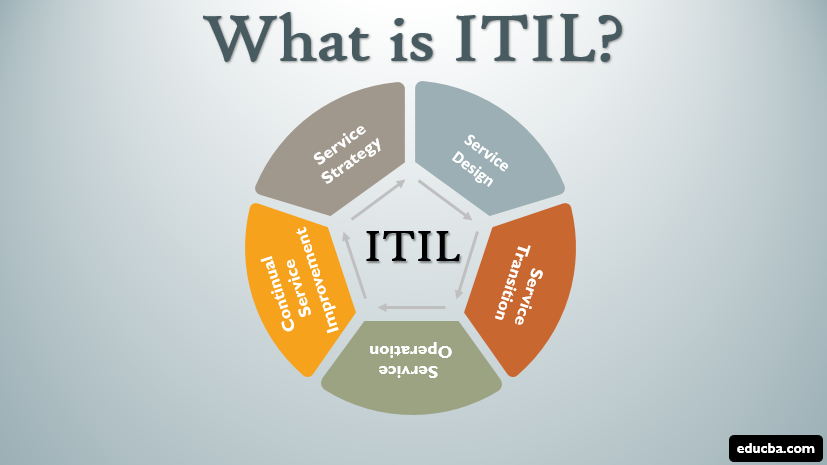 What is ITIL?
Service
Strategy
Service
Design
Service
Transition
Service
Operation
Continual
Service
Improvement
ITIL
educba.com